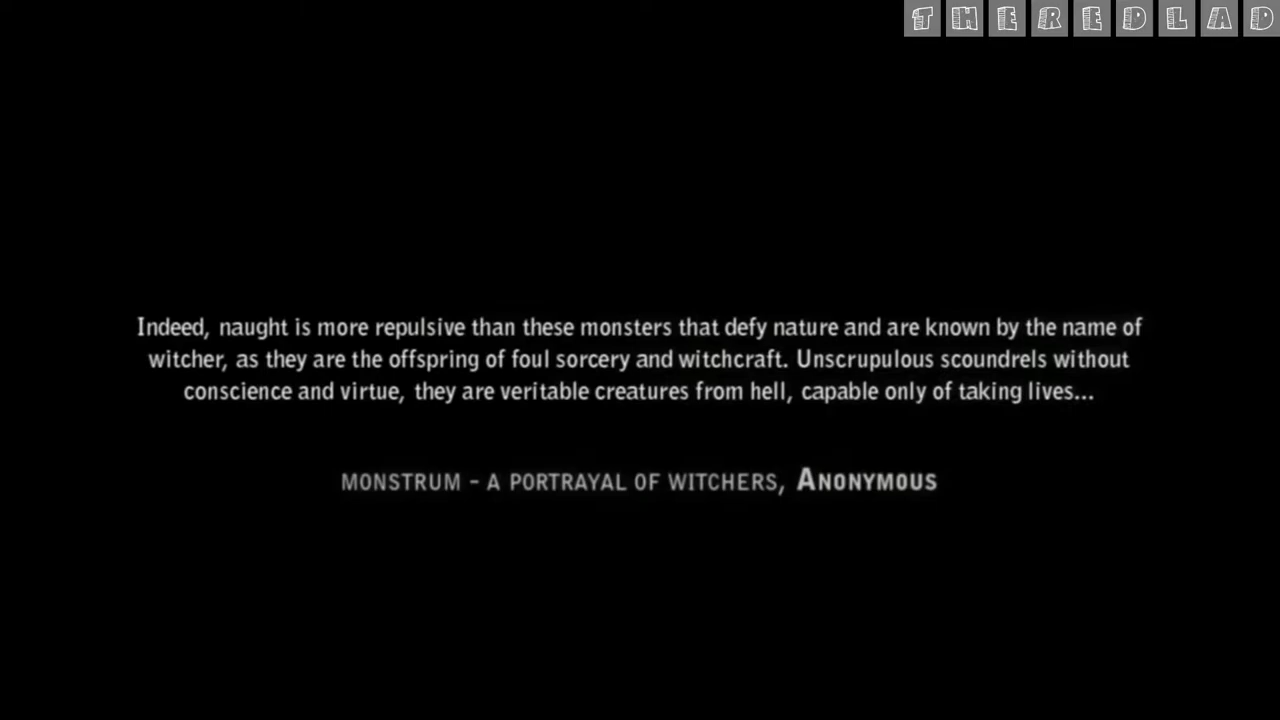 THEREDLAD
Indeed, naught is more repulsive than these monsters that defy nature and are known by the name of
witcher, as they are the offspring of foul sorcery and witchcraft. Unscrupulous scoundrels without
conscience and virtue, they are veritable creatures from hell, capable only of taking lives...
MONSTRUM - A PORTRAYAL OF WITCHERS, ANONYMOUS